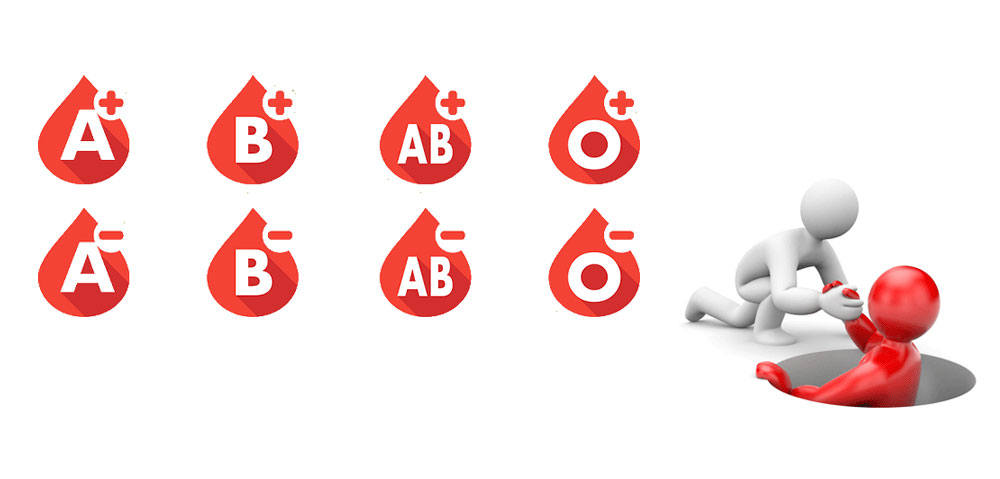 A+ B+ AB+ O+
A- B- AB- O-